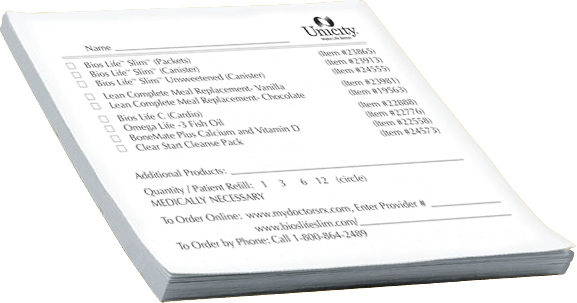 Unicity.
Make Life Better
Name
Bios Life™ Slim™ (Packets) (Item #23865)
Bios Life™ Slim™ (Canister) (Item #23913)
Bios Life™ Slim™ Unsweetened (Canister) (Item #24555)
Lean Complete Meal Replacement- Vanilla (Item #23981)
Lean Complete Meal Replacement- Chocolate (Item #19563)
Bios Life C (Cardio) (Item #22888)
Omega Life -3 Fish Oil (Item #22776)
BoneMate Plus Calcium and Vitamin D (Item #22558)
Clear Start Cleanse Pack (Item #24573)
Additional Products:
Quantity / Patient Refill: 1 3 6 12 (circle)
MEDICALLY NECESSARY
To Order Online: www.mydoctorsrx.com, Enter Provider #
www.bioslifeslim.com/
To Order by Phone: Call 1-800-864-2489